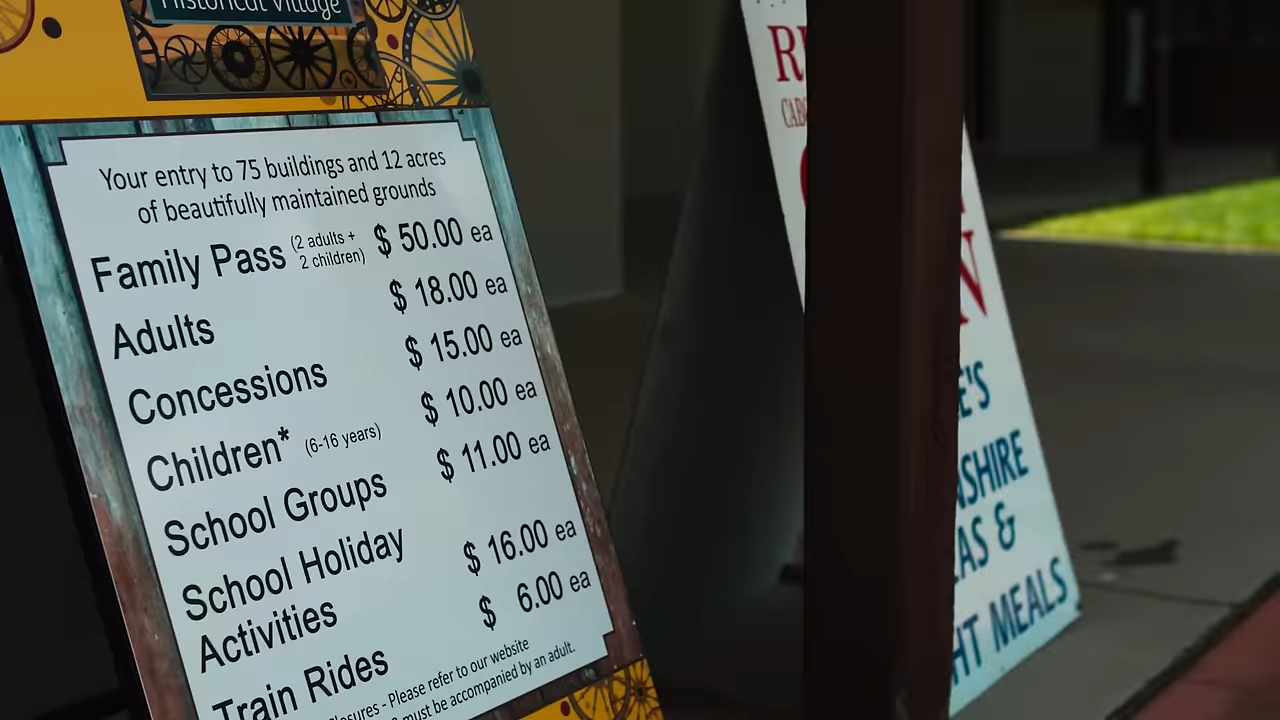 Historical Village
Your entry to 75 buildings and 12 acres
of beautifully maintained grounds
Family Pass (2 adults + 2 children) $ 50.00 ea
Adults $ 18.00 ea
Concessions $ 15.00 ea
Children* (6-16 years) $ 10.00 ea
School Groups $ 11.00 ea
School Holiday
Activities $ 16.00 ea
Train Rides $ 6.00 ea
- Please refer to our website
must be accompanied by an adult.
&
MEALS